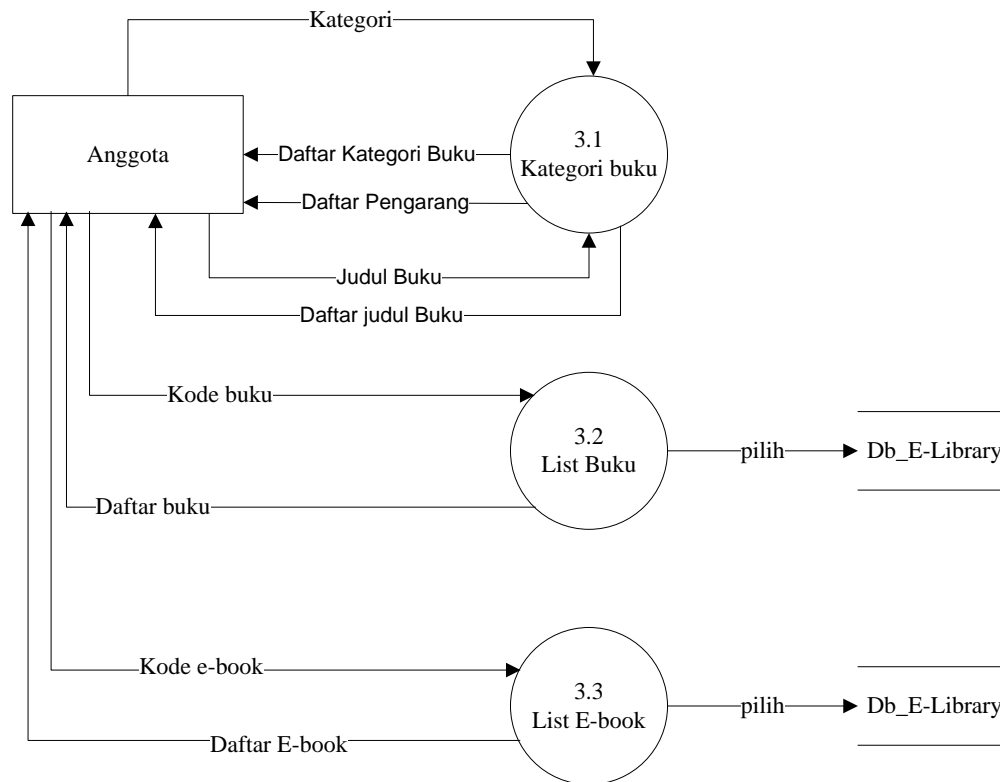 Kategori
3.1
Kategori buku
Anggota
Daftar Kategori Buku
Daftar Pengarang
Judul Buku
Daftar judul Buku
Kode buku
3.2
List Buku
pilih
Db_E-Library
Daftar buku
Kode e-book
3.3
List E-book
pilih
Db_E-Library
Daftar E-book